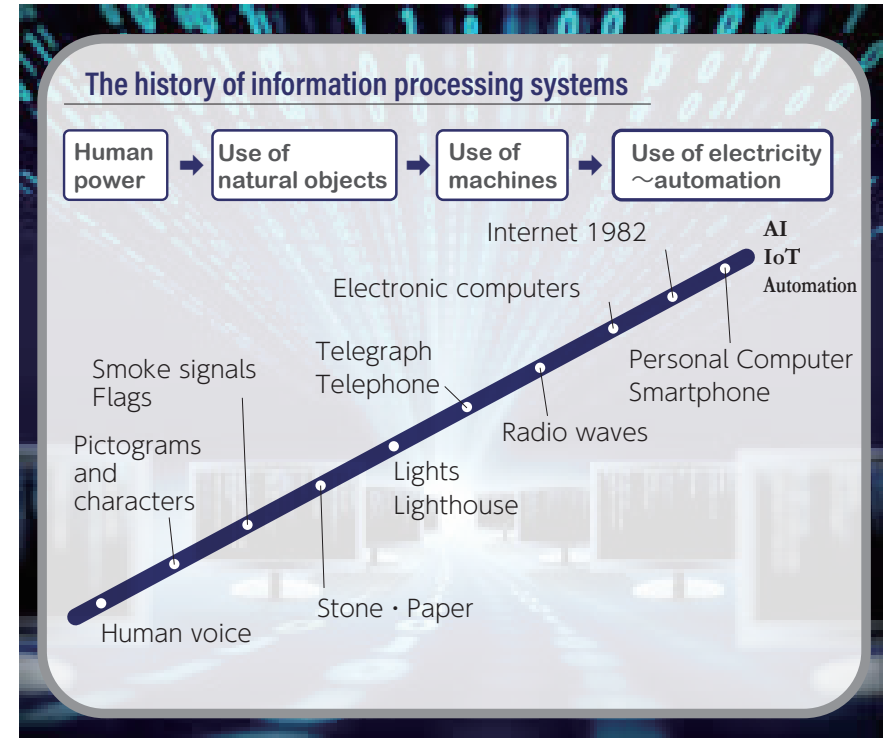 The history of information processing systems
Human
power
Use of
natural objects
Use of
machines
Use of electricity
～automation
Internet 1982
AI
IoT
Automation
Electronic computers
Telegraph
Telephone
Personal Computer
Smartphone
Smoke signals
Flags
Radio waves
Pictograms
and
characters
Lights
Lighthouse
Stone・Paper
Human voice